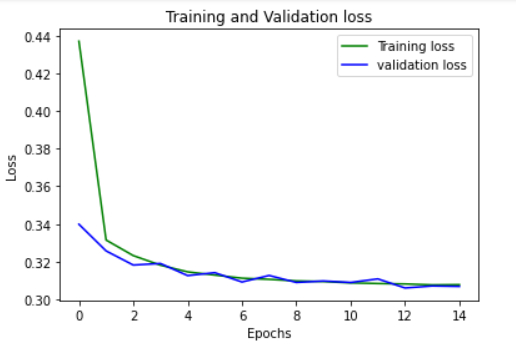 Training and Validation loss
Training loss
validation loss
0.44
0.42
0.40
0.38
0.36
0.34
0.32
0.30
Loss
0 2 4 6 8 10 12 14
Epochs